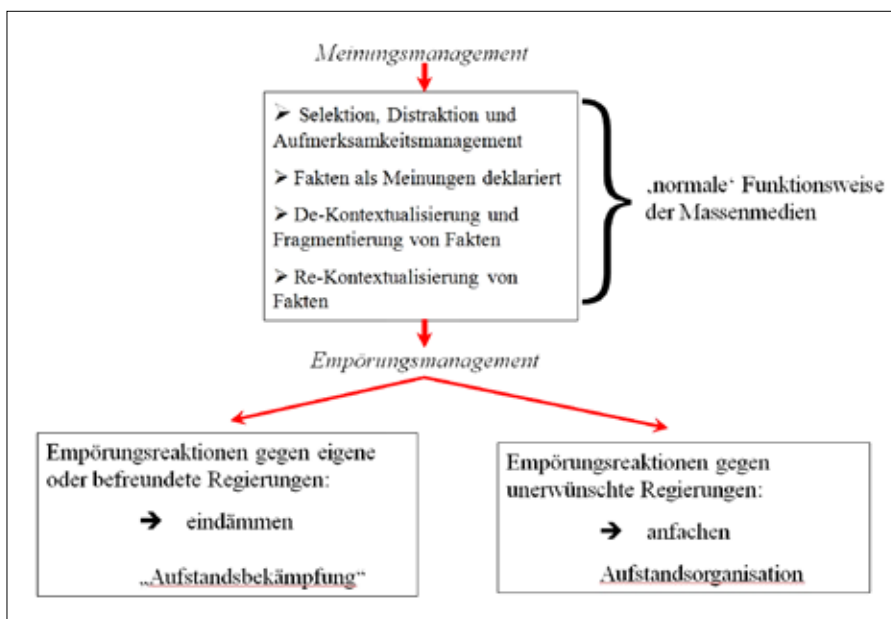 Meinungsmanagement
➢ Selektion, Distraktion und
Aufmerksamkeitsmanagement
➢ Fakten als Meinungen deklariert
➢ De-Kontextualisierung und
Fragmentierung von Fakten
➢ Re-Kontextualisierung von
Fakten
‚normale‘ Funktionsweise
der Massenmedien
Empörungsmanagement
Empörungsreaktionen gegen eigene
oder befreundete Regierungen:
➔ eindämmen
„Aufstandsbekämpfung“
Empörungsreaktionen gegen
unerwünschte Regierungen:
➔ anfachen
Aufstandsorganisation